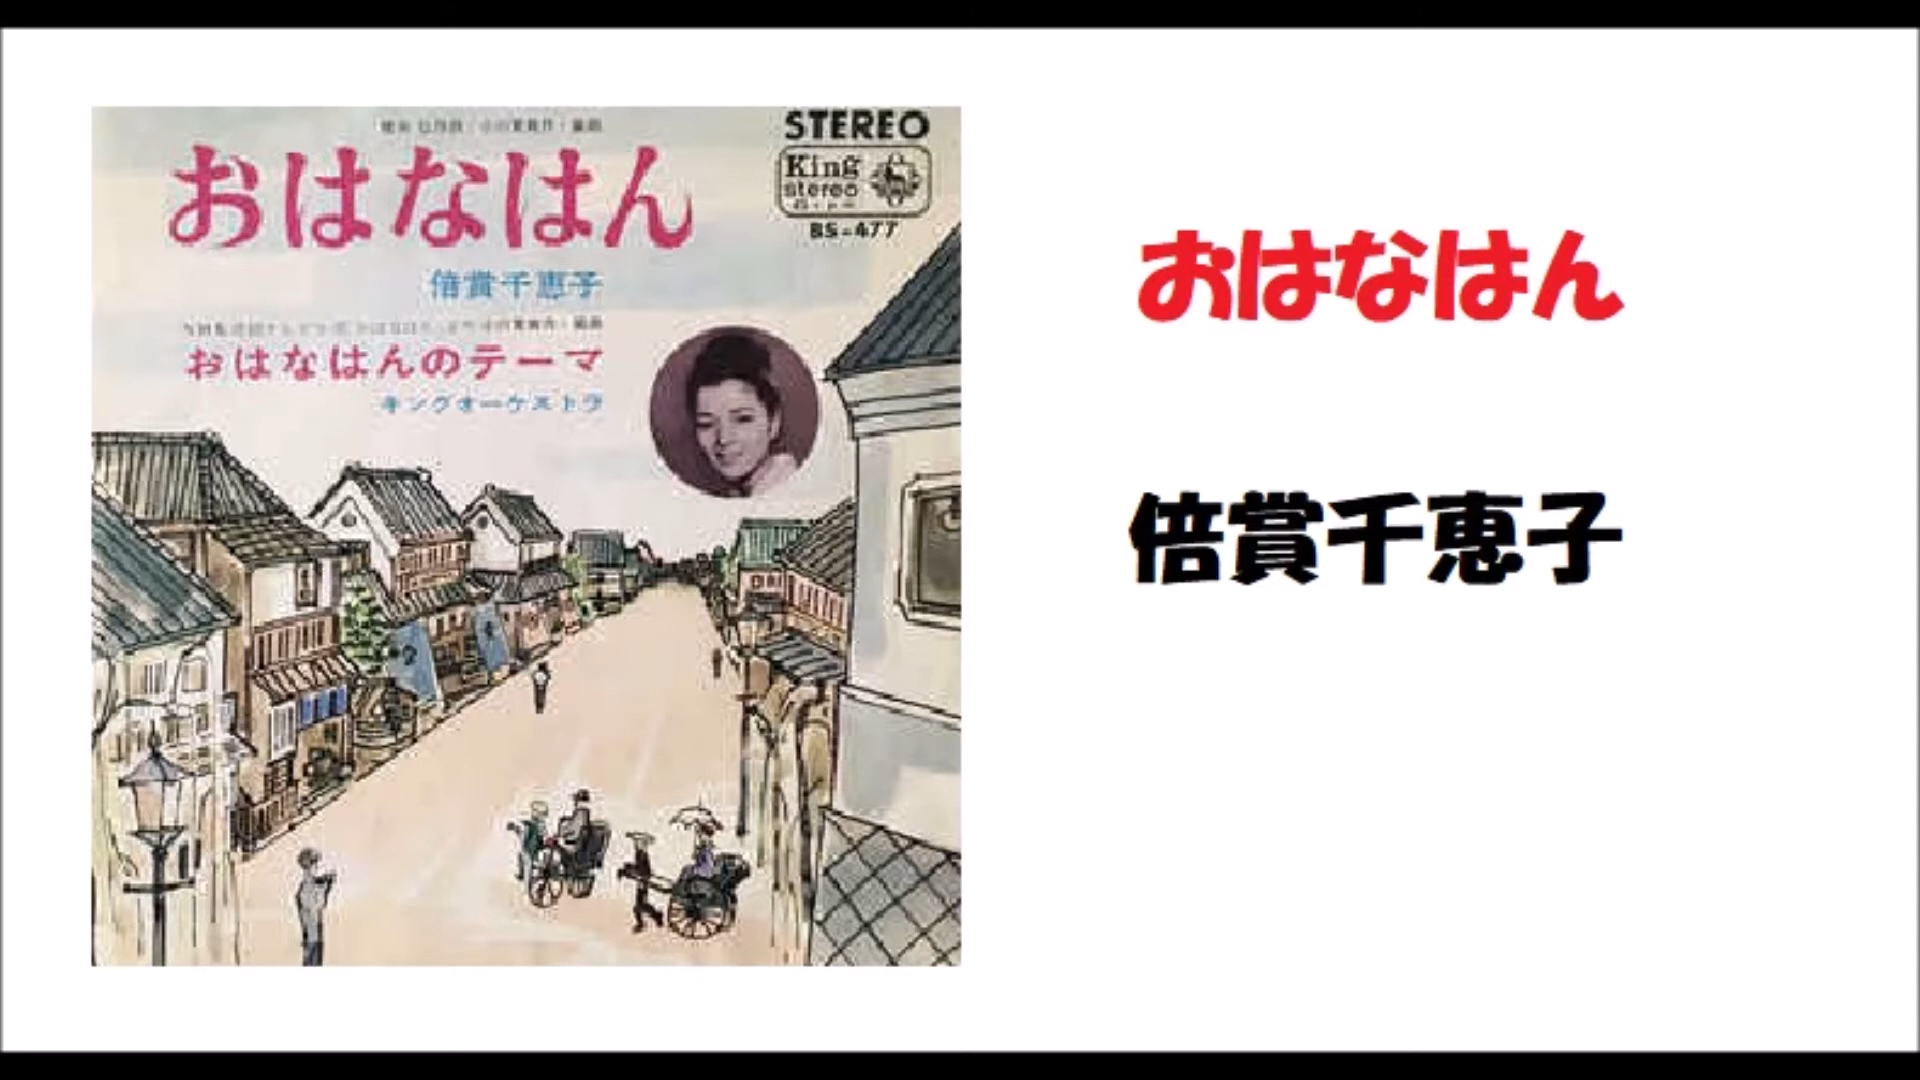 おはなはん
倍賞千恵子
おはなはんのテーマ
キングオーケストラ
STEREO
King
stereo
BS-477
おはなはん
倍賞千恵子